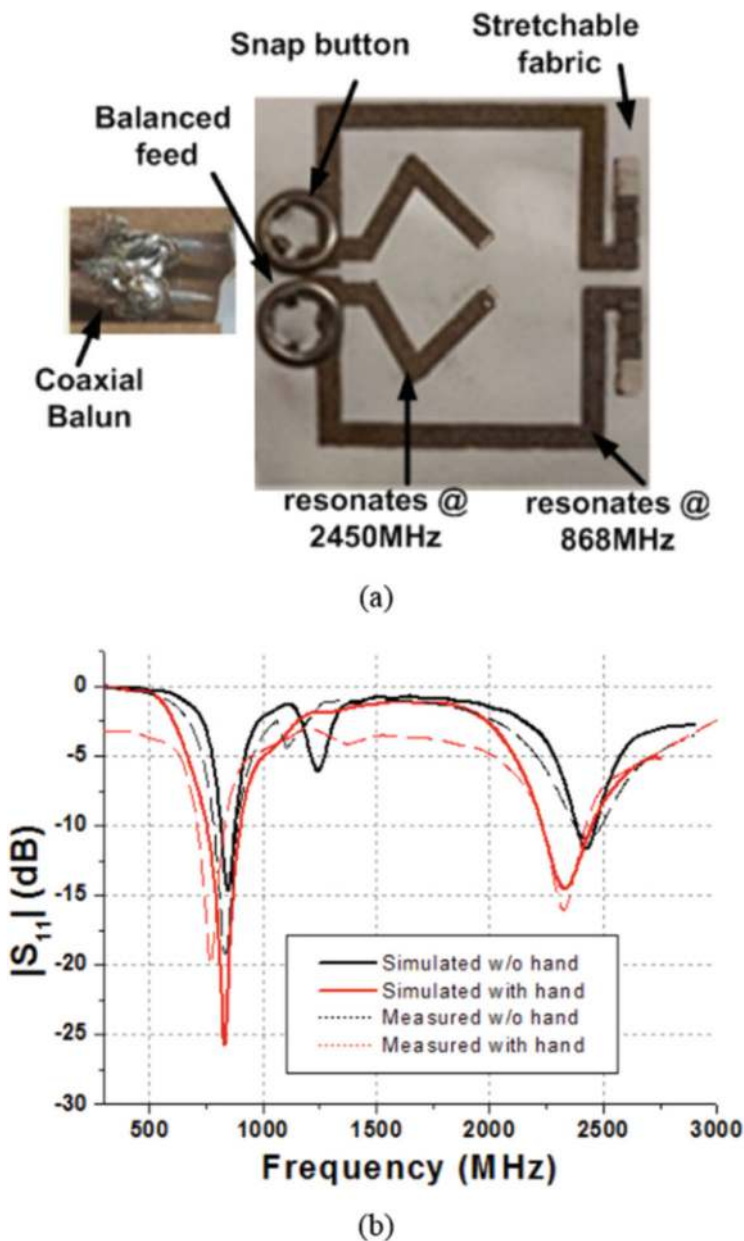 Snap button
Stretchable
fabric
Balanced
feed
Coaxial
Balun
resonates @
2450MHz
resonates @
868MHz
(a)
|S11| (dB)
0
-5
-10
-15
-20
-25
-30
Simulated w/o hand
Simulated with hand
Measured w/o hand
Measured with hand
500
1000
1500
2000
2500
3000
Frequency (MHz)
(b)